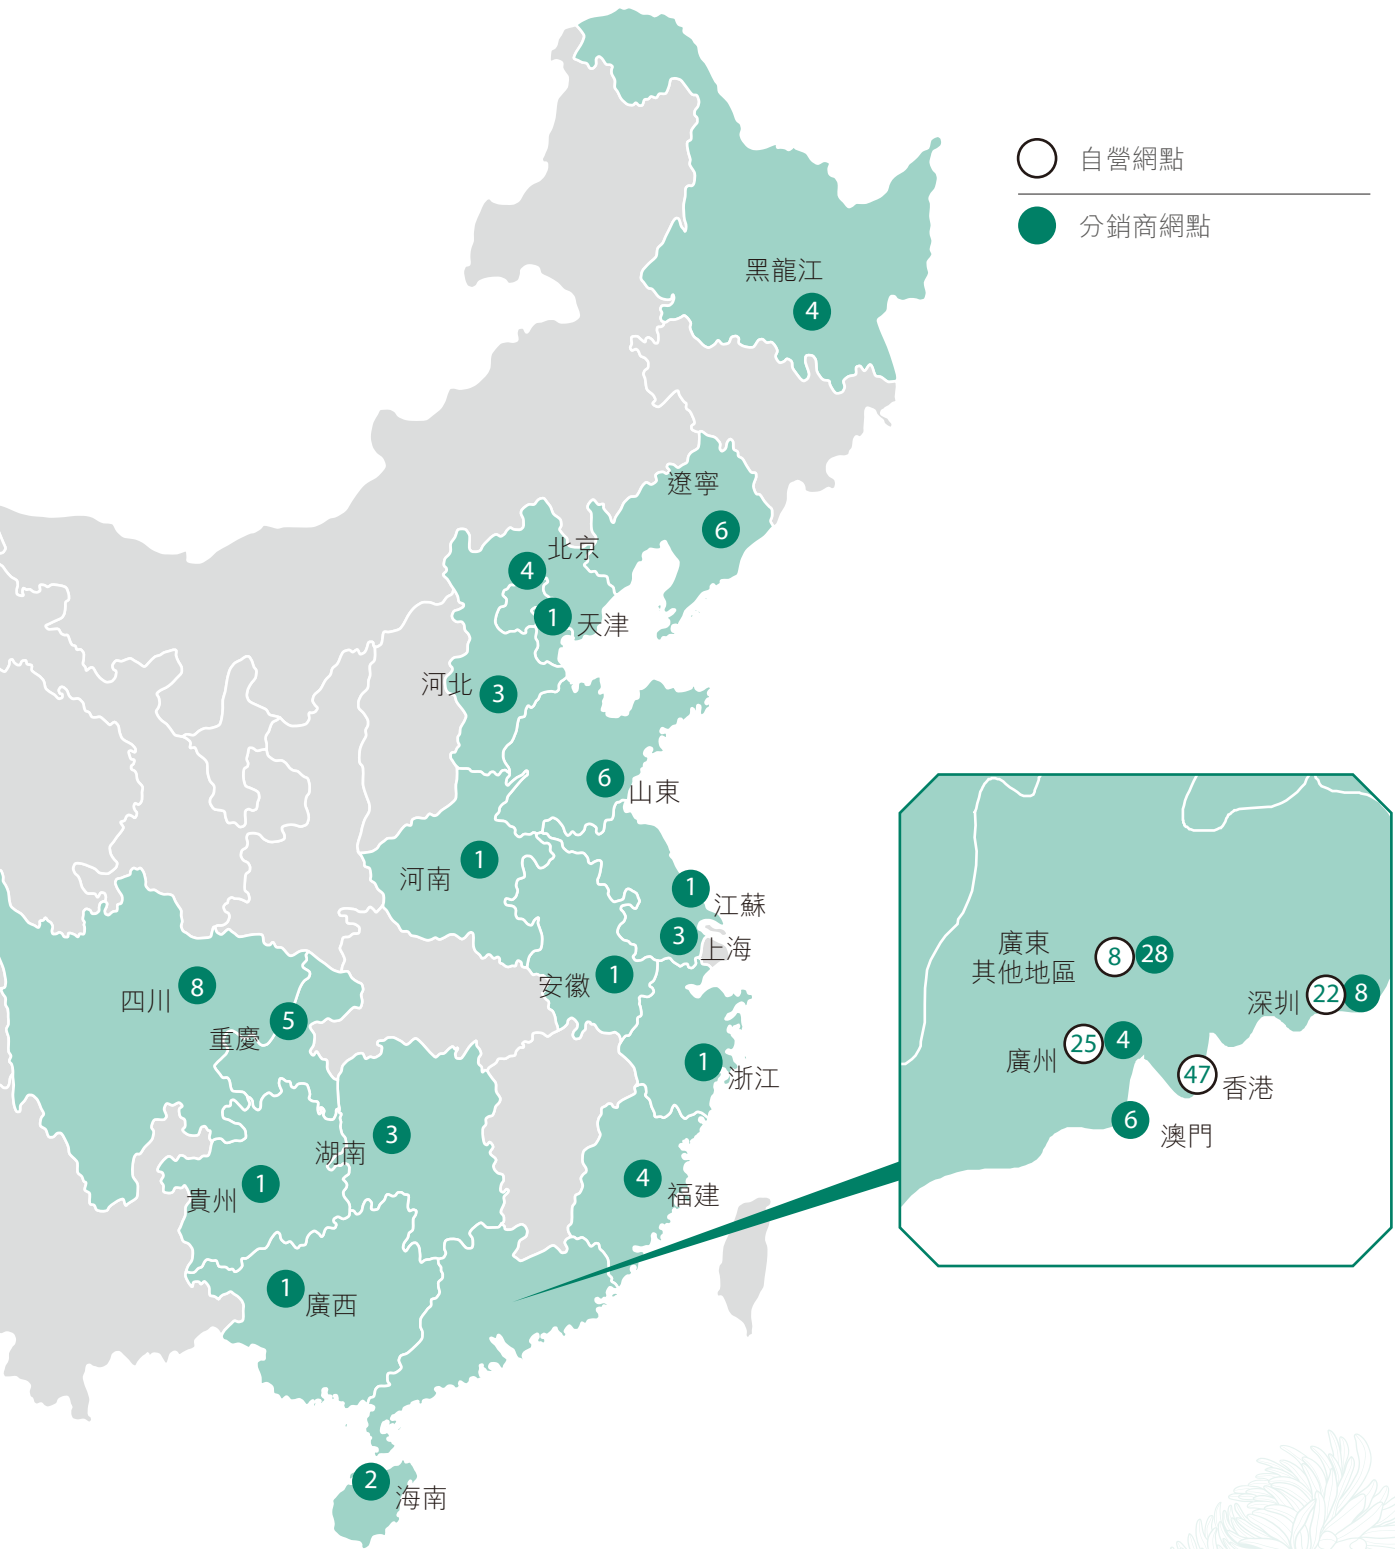 自營網點
分銷商網點
黑龍江
4
遼寧
6
北京
4
1
天津
河北
3
6
山東
1
河南
1
江蘇
3
上海
安徽
1
四川
8
重慶
5
1
浙江
湖南
3
貴州
1
4
福建
1
廣西
2
海南
廣東
其他地區
8
28
深圳
22
8
廣州
25
4
47
香港
6
澳門